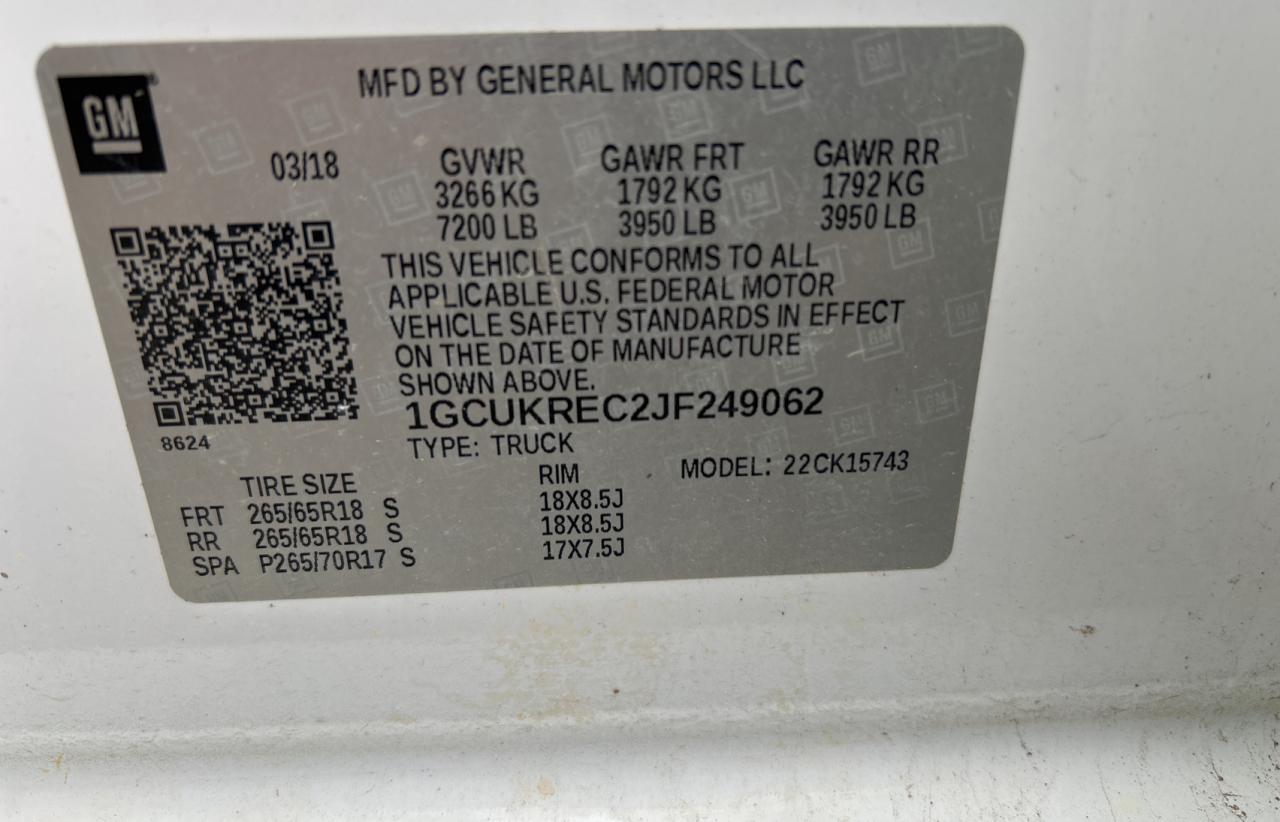 GM
MFD BY GENERAL MOTORS LLC
03/18 GVWR GAWR FRT GAWR RR
3266 KG 1792 KG 1792 KG
7200 LB 3950 LB 3950 LB
THIS VEHICLE CONFORMS TO ALL
APPLICABLE U.S. FEDERAL MOTOR
VEHICLE SAFETY STANDARDS IN EFFECT
ON THE DATE OF MANUFACTURE
SHOWN ABOVE.
1GCUKREC2JF249062
8624
TYPE: TRUCK
MODEL: 22CK15743
TIRE SIZE RIM
FRT 265/65R18 S 18X8.5J
RR 265/65R18 S 18X8.5J
SPA P265/70R17 S 17X7.5J